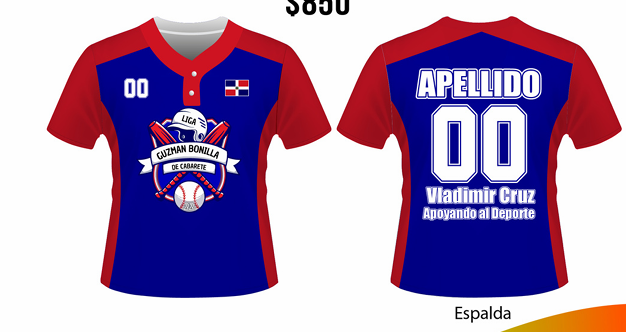 $850
00
LIGA
GUZMAN BONILLA
DE CABARETE
APELLIDO
00
Vladimir Cruz
Apoyando al Deporte
Espalda